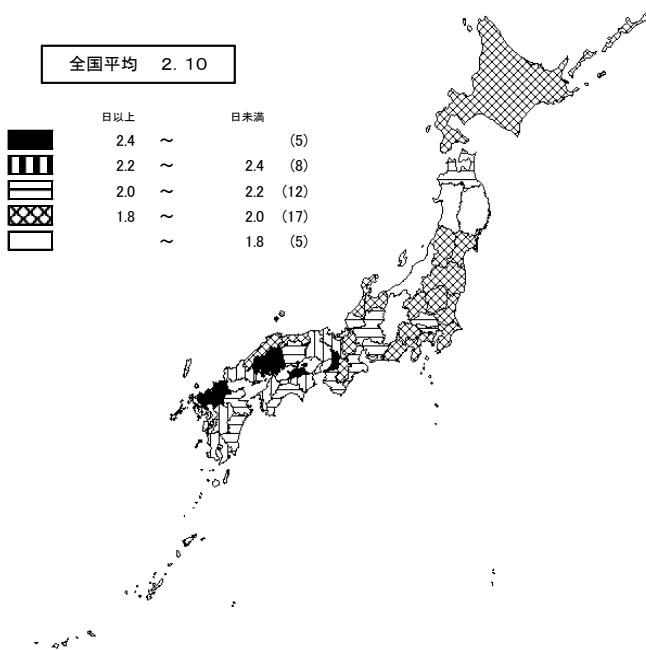 全国平均 2.10
日以上 日未満
2.4 ～ (5)
2.2 ～ 2.4 (8)
2.0 ～ 2.2 (12)
1.8 ～ 2.0 (17)
～ 1.8 (5)